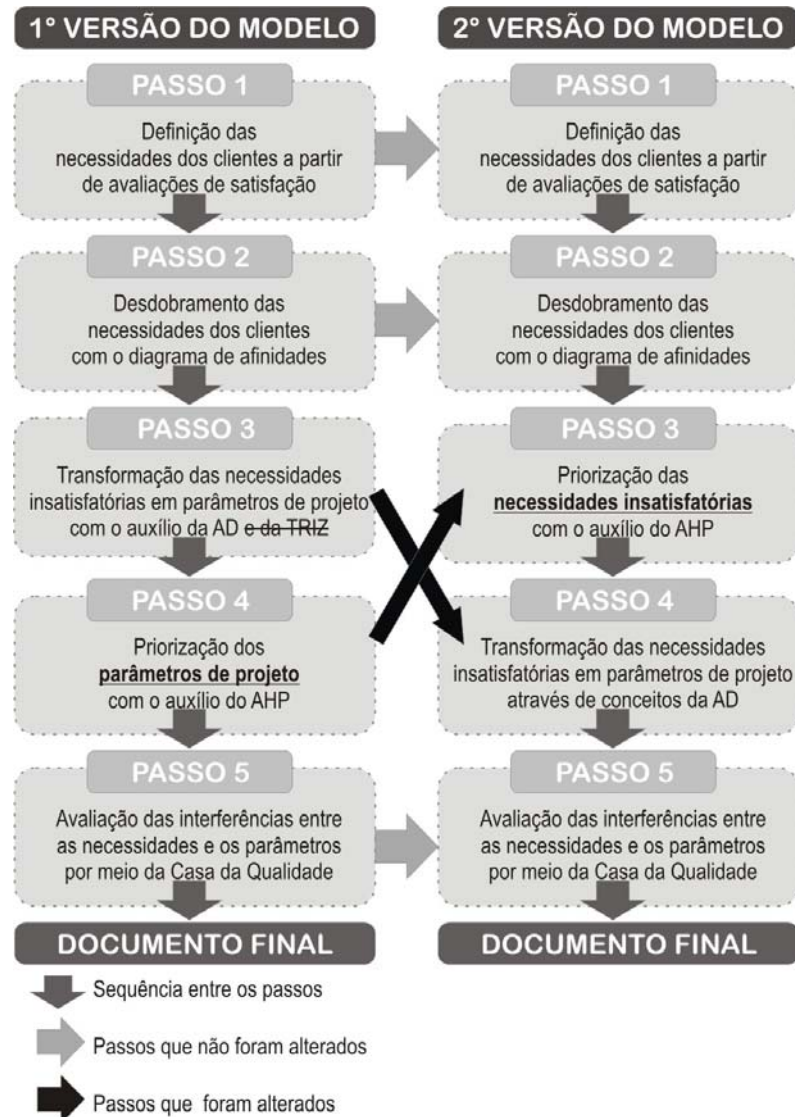 1° VERSÃO DO MODELO
PASSO 1
Definição das
necessidades dos clientes a partir
de avaliações de satisfação
PASSO 2
Desdobramento das
necessidades dos clientes
com o diagrama de afinidades
PASSO 3
Transformação das necessidades
insatisfatórias em parâmetros de projeto
com o auxílio da AD e da TRIZ
PASSO 4
Priorização dos
parâmetros de projeto
com o auxílio do AHP
PASSO 5
Avaliação das interferências entre
as necessidades e os parâmetros
por meio da Casa da Qualidade
DOCUMENTO FINAL
2° VERSÃO DO MODELO
PASSO 1
Definição das
necessidades dos clientes a partir
de avaliações de satisfação
PASSO 2
Desdobramento das
necessidades dos clientes
com o diagrama de afinidades
PASSO 3
Priorização das
necessidades insatisfatórias
com o auxílio do AHP
PASSO 4
Transformação das necessidades
insatisfatórias em parâmetros de projeto
através de conceitos da AD
PASSO 5
Avaliação das interferências entre
as necessidades e os parâmetros
por meio da Casa da Qualidade
DOCUMENTO FINAL
Sequência entre os passos
Passos que não foram alterados
Passos que foram alterados